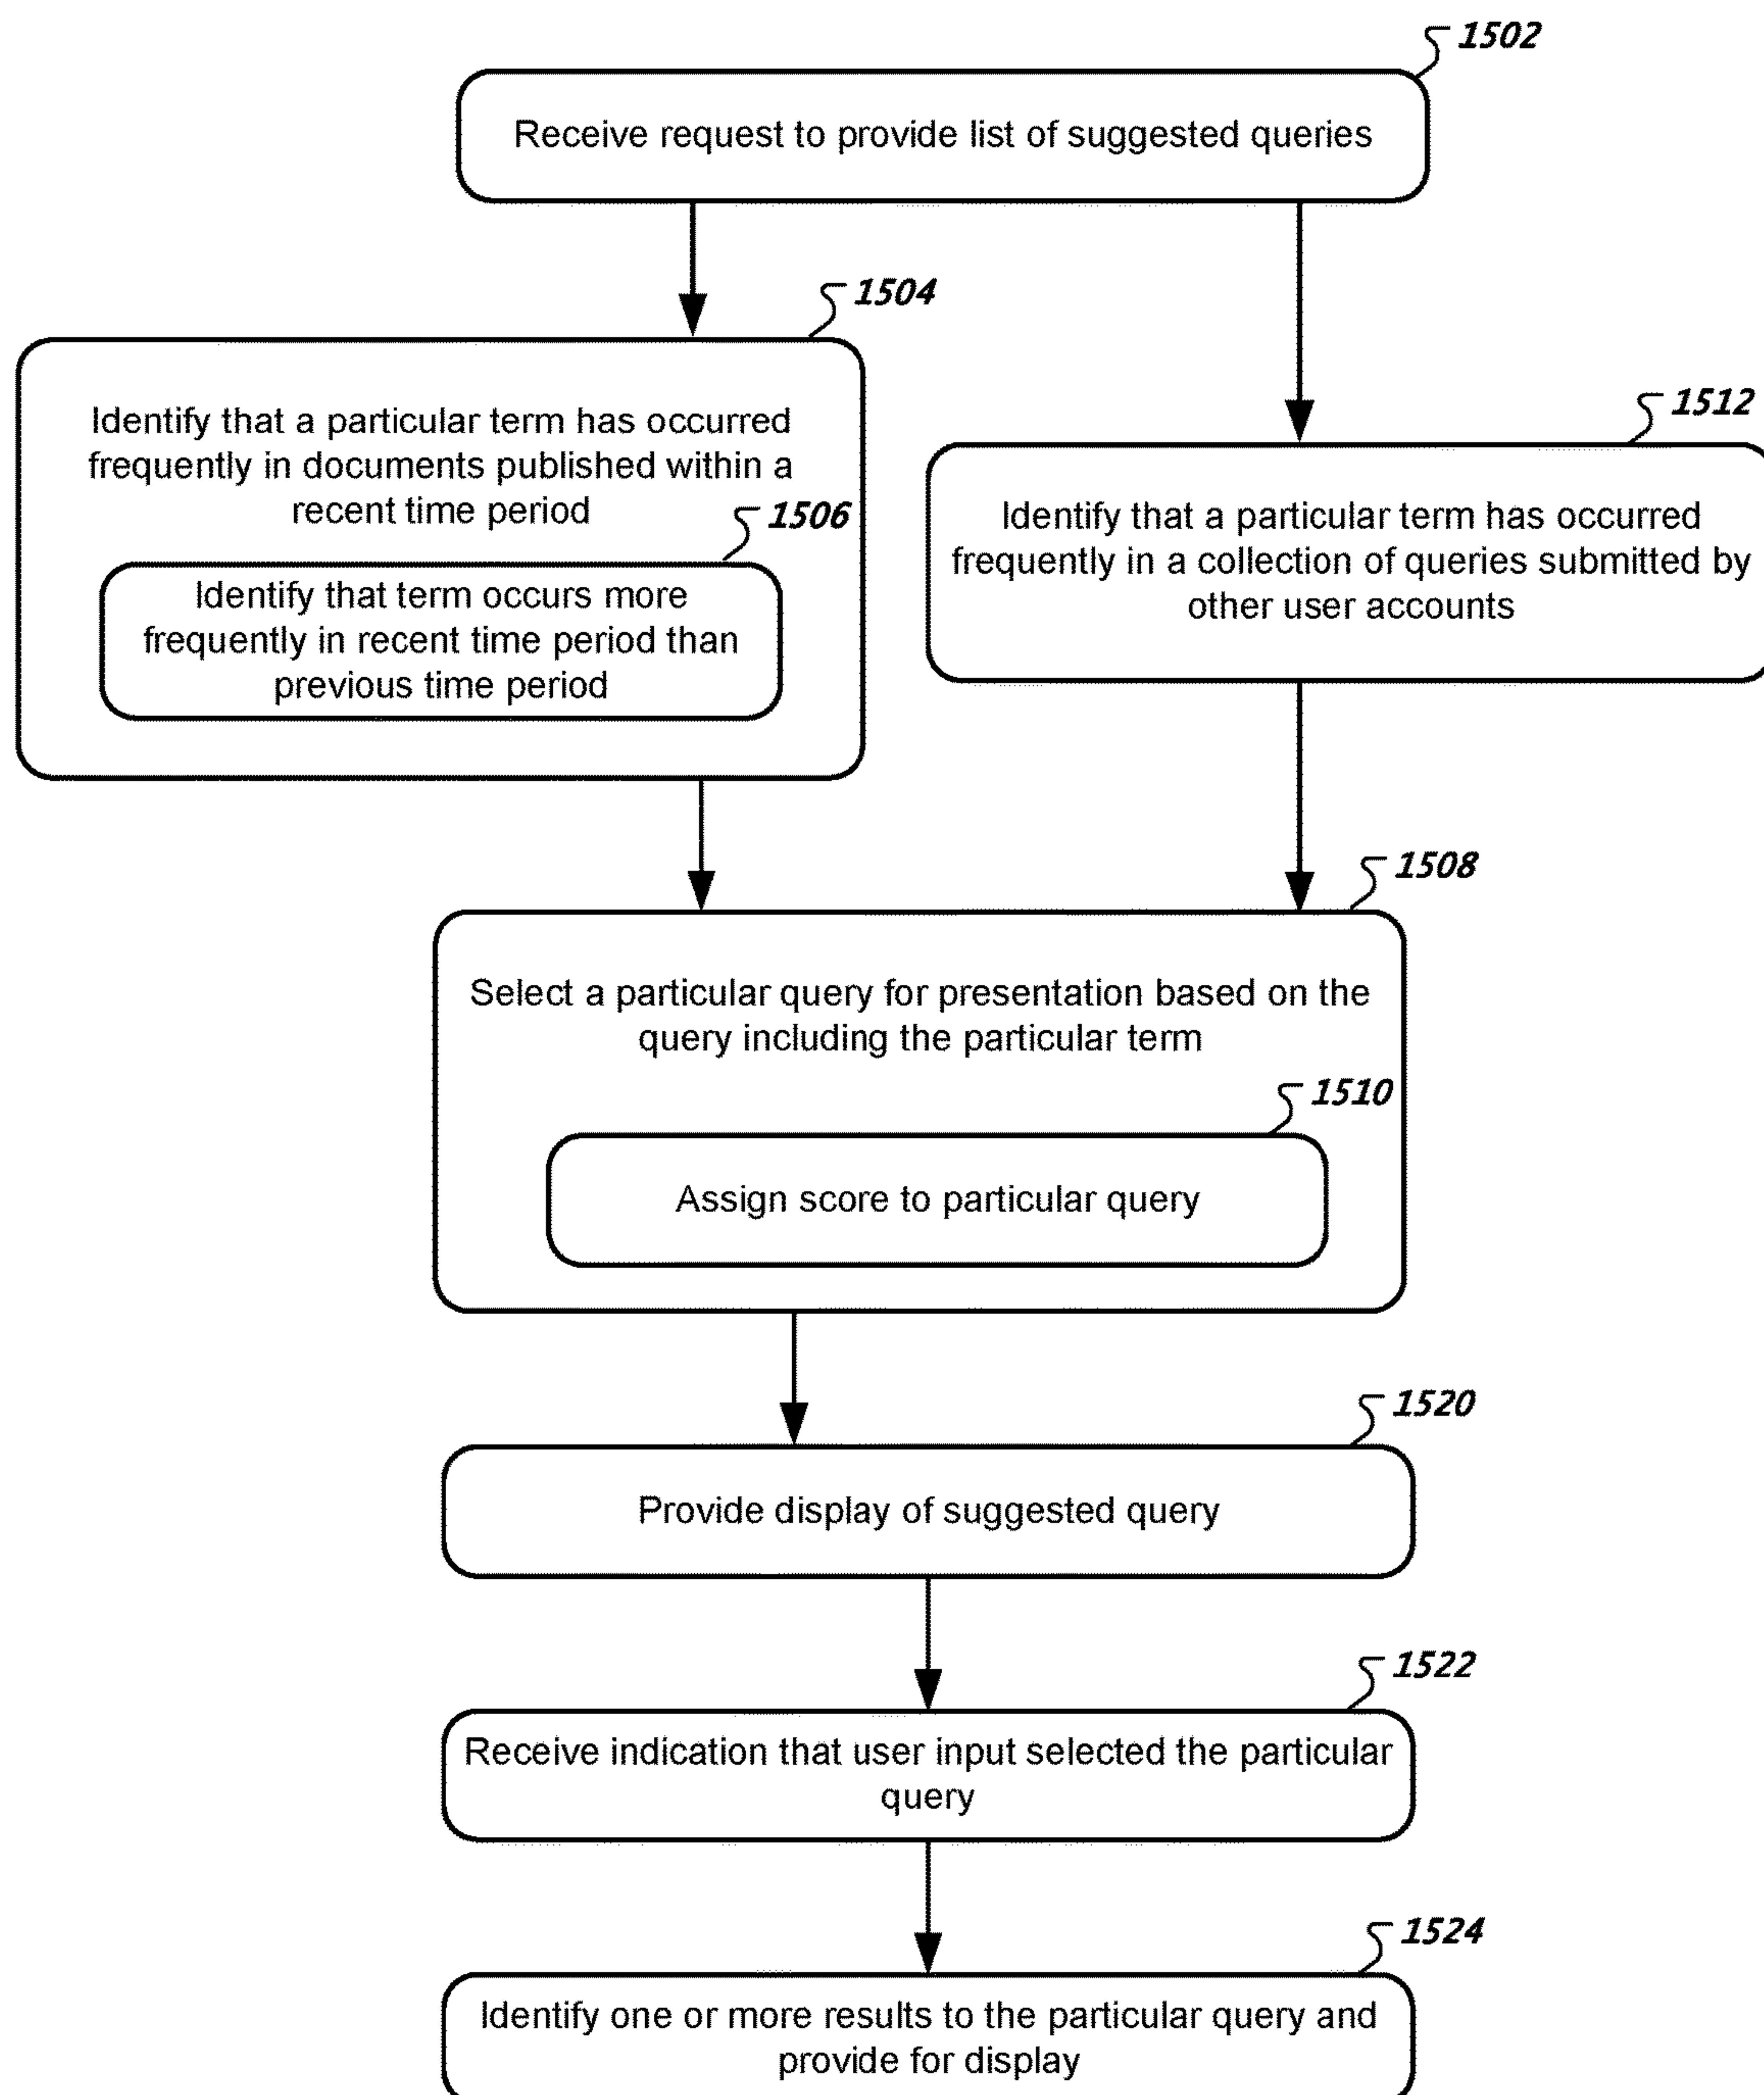 1502
Receive request to provide list of suggested queries
1504
Identify that a particular term has occurred
frequently in documents published within a
recent time period
1506
Identify that term occurs more
frequently in recent time period than
previous time period
1512
Identify that a particular term has occurred
frequently in a collection of queries submitted by
other user accounts
1508
Select a particular query for presentation based on the
query including the particular term
1510
Assign score to particular query
1520
Provide display of suggested query
1522
Receive indication that user input selected the particular
query
1524
Identify one or more results to the particular query and
provide for display